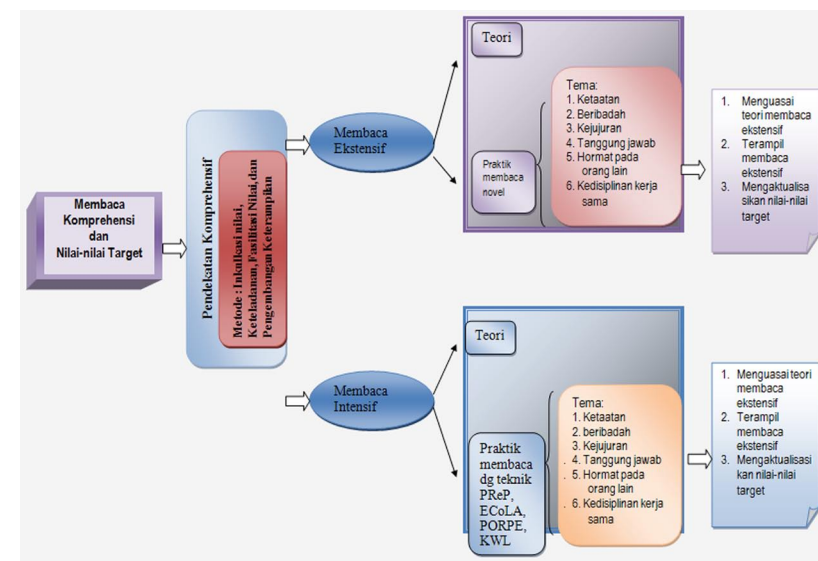 Membaca
Komprehensi
dan
Nilai-nilai Target
Pendekatan Komprehensif
Metode : Inkulkasi nilai,
Keteladanan, Fasilitasi Nilai, dan
Pengembangan Keterampilan
Membaca
Ekstensif
Teori
Praktik
membaca
novel
Tema:
1. Ketaatan
2. Beribadah
3. Kejujuran
4. Tanggung jawab
5. Hormat pada
orang lain
6. Kedisiplinan kerja
sama
1. Menguasai
teori membaca
ekstensif
2. Terampil
membaca
ekstensif
3. Mengaktualisa
sikan nilai-nilai
target
Membaca
Intensif
Teori
Praktik
membaca
dg teknik
PReP,
ECoLA,
PORPE,
KWL
Tema:
1. Ketaatan
2. beribadah
3. Kejujuran
. 4. Tanggung jawab
. 5. Hormat pada
orang lain
. 6. Kedisiplinan kerja
sama
1. Menguasai teori
membaca
ekstensif
2. Terampil
membaca
ekstensif
3. Mengaktualisasi
kan nilai-nilai
target